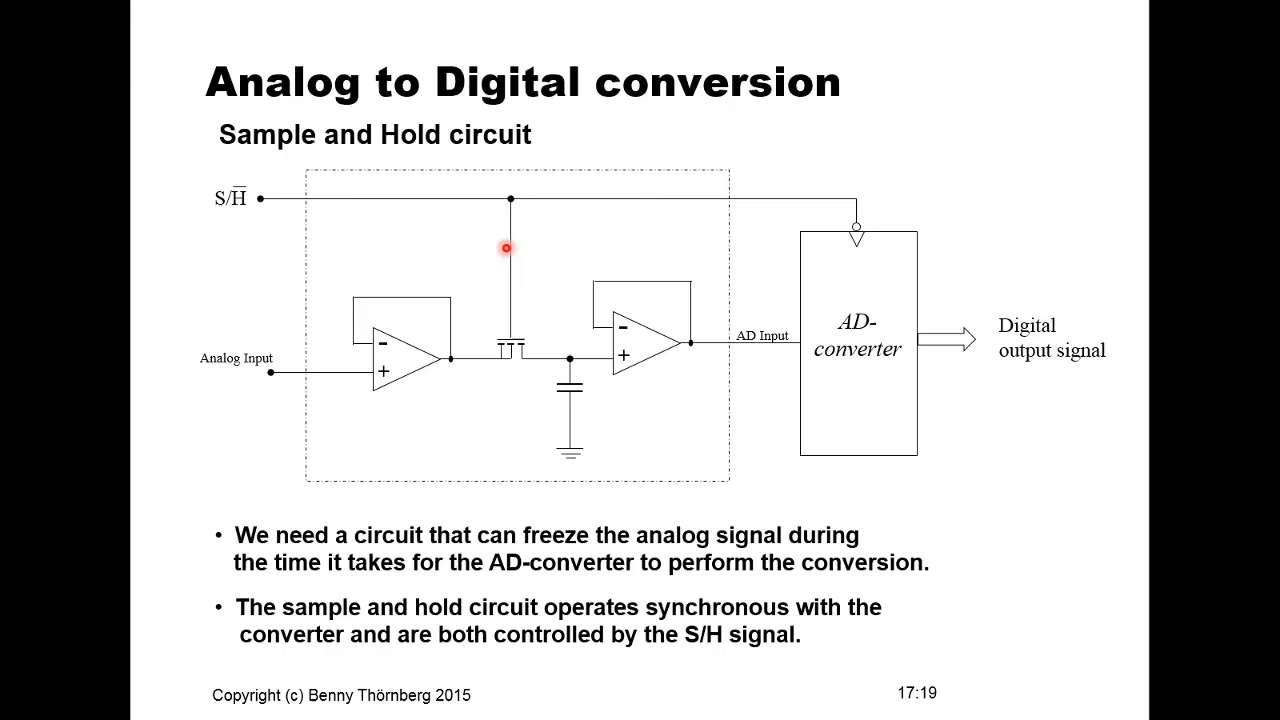 Analog to Digital conversion
Sample and Hold circuit
S/H̅
-
+
-
+
Analog Input
AD Input
AD-
converter
Digital
output signal
• We need a circuit that can freeze the analog signal during
the time it takes for the AD-converter to perform the conversion.
• The sample and hold circuit operates synchronous with the
converter and are both controlled by the S/H signal.
Copyright (c) Benny Thörnberg 2015
17:19